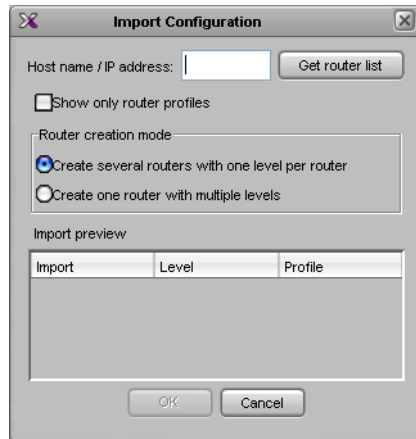 Import Configuration
Host name / IP address:
Get router list
Show only router profiles
Router creation mode
Create several routers with one level per router
Create one router with multiple levels
Import preview
Import Level Profile
OK Cancel